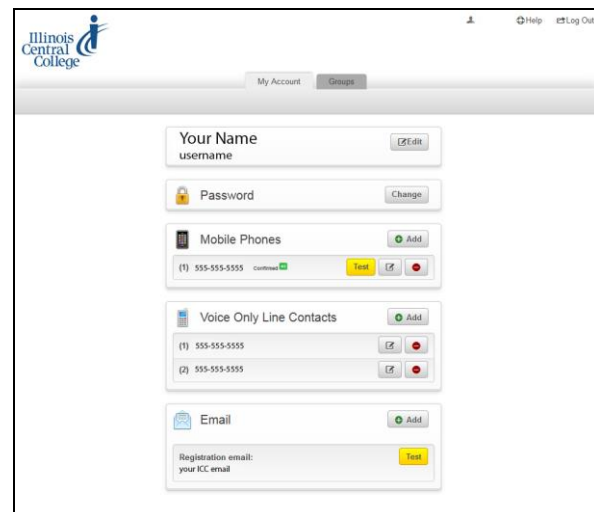 Illinois
Central
College
Help
Log Out
My Account
Groups
Your Name
Edit
username
Password
Change
Mobile Phones
Add
(1) 555-555-5555 Confirmed
Test
Voice Only Line Contacts
Add
(1) 555-555-5555
(2) 555-555-5555
Email
Add
Registration email:
Test
your ICC email